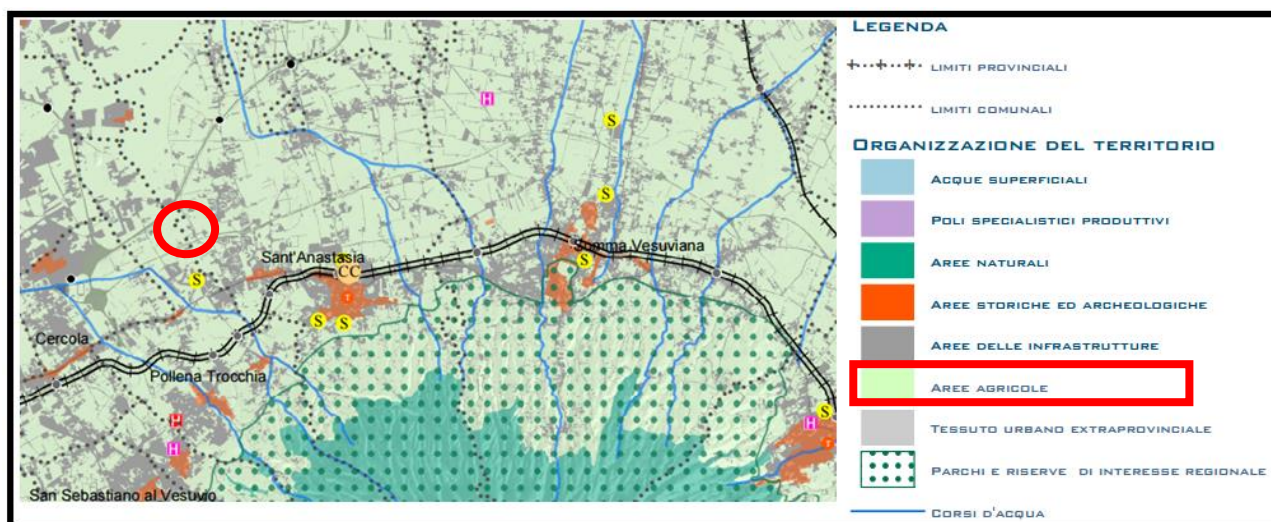 H
S
S
Sant'Anastasia
CC
Somma Vesuviana
S
S
T
S
S
Cercola
Pollena Trocchia
P
H
S
H
T
San Sebastiano al Vesuvio
LEGENDA
LIMITI PROVINCIALI
LIMITI COMUNALI
ORGANIZZAZIONE DEL TERRITORIO
ACQUE SUPERFICIALI
POLI SPECIALISTICI PRODUTTIVI
AREE NATURALI
AREE STORICHE ED ARCHEOLOGICHE
AREE DELLE INFRASTRUTTURE
AREE AGRICOLE
TESSUTO URBANO EXTRAPROVINCIALE
PARCHI E RISERVE DI INTERESSE REGIONALE
CORSI D'ACQUA